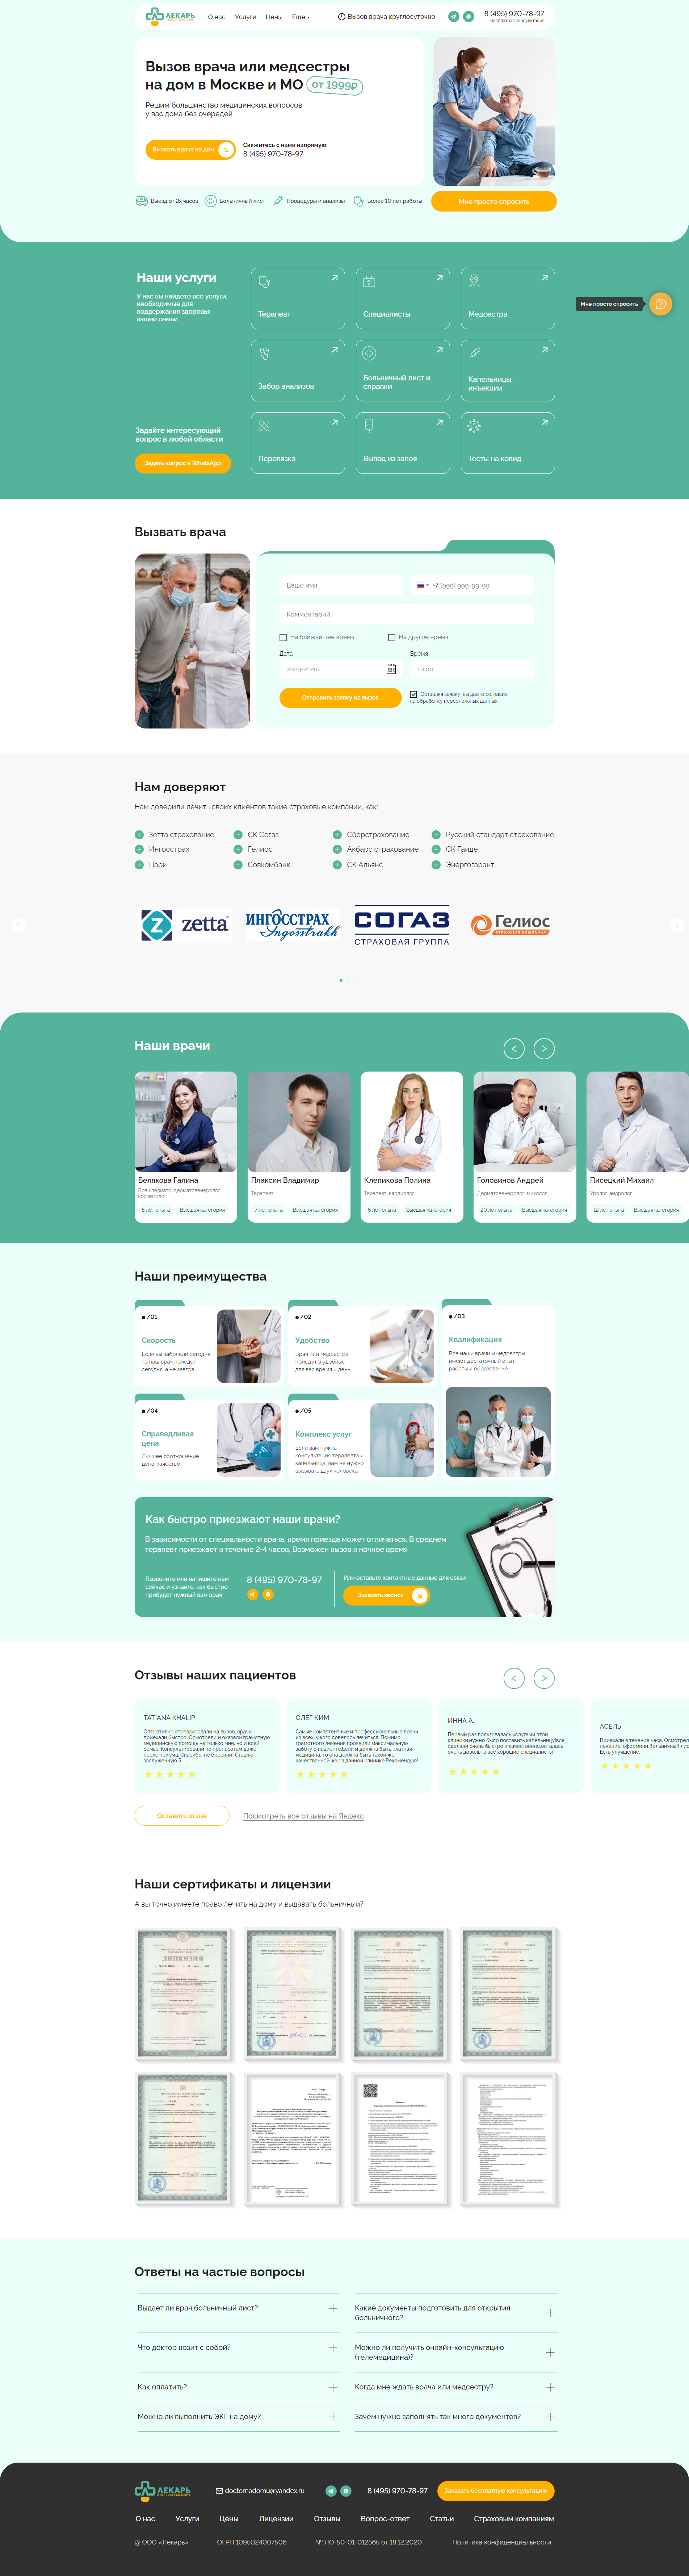 ЛЕКАРЬ
О нас Услуги Цены Еще
Вызов врача круглосуточно
8 (495) 970-78-97
бесплатная консультация
Вызов врача или медсестры
на дом в Москве и МО от 1999₽
Решим большинство медицинских вопросов
у вас дома без очередей
Вызвать врача на дом
Свяжитесь с нами напрямую:
8 (495) 970-78-97
Выезд от 2х часов
Больничный лист
Процедуры и анализы
Более 10 лет работы
Мне просто спросить
Наши услуги
У нас вы найдете все услуги,
необходимые для
поддержания здоровья
вашей семьи
Мне просто спросить
Терапевт
Специалисты
Медсестра
Забор анализов
Больничный лист и
справки
Капельницы,
инъекции
Задайте интересующий
вопрос в любой области
Задать вопрос в WhatsApp
Перевязка
Вывод из запоя
Тесты на ковид
Вызвать врача
Ваше имя
+7 (999) 999-99-99
Комментарий
На ближайшее время
На другое время
Дата
Время
2023-21-10
10:00
Отправить заявку на вызов
Оставляя заявку, вы даете согласие
на обработку персональных данных
Нам доверяют
Нам доверили лечить своих клиентов такие страховые компании, как:
Зетта страхование
СК Согаз
Сберстрахование
Русский стандарт страхование
Ингосстрах
Гелиос
Акбарс страхование
СК Гайде
Пари
Совкомбанк
СК Альянс
Энергогарант
Z zetta
ИНГОССТРАХ
Ingosstrakh
СОГАЗ
СТРАХОВАЯ ГРУППА
Гелиос
СТРАХОВАЯ КОМПАНИЯ
Наши врачи
Белякова Галина
Врач педиатр, дерматовенеролог,
косметолог
5 лет опыта Высшая категория
Плаксин Владимир
Терапевт
7 лет опыта Высшая категория
Клепикова Полина
Терапевт, кардиолог
6 лет опыта Высшая категория
Головинов Андрей
Дерматовенеролог, миколог
20 лет опыта Высшая категория
Писецкий Михаил
Уролог-андролог
12 лет опыта Высшая категория
Наши преимущества
/01
Скорость
Если вы заболели сегодня,
то наш врач приедет
сегодня, а не завтра
/02
Удобство
Врач или медсестра
приедут в удобные
для вас время и день
/03
Квалификация
Все наши врачи и медсестры
имеют достаточный опыт
работы и образование
/04
Справедливая
цена
Лучшее соотношение
цена-качество
/05
Комплекс услуг
Если вам нужна
консультация терапевта и
капельница, вам не нужно
вызывать двух человека
Как быстро приезжают наши врачи?
В зависимости от специальности врача, время приезда может отличаться. В среднем
терапевт приезжает в течение 2-4 часов, Возможен вызов в ночное время
Позвоните или напишите нам
сейчас и узнайте, как быстро
прибудет нужный вам врач
8 (495) 970-78-97
Или оставьте контактные данные для связи
Заказать звонок
Отзывы наших пациентов
TATIANA KHALIP
Оперативно отреагировали на вызов, врачи
приехали быстро. Осмотрели и оказали грамотную
медицинскую помощь не только мне, но и всей
семье. Консультировали по препаратам даже
после приема. Спасибо, не бросали! Ставлю
заслуженную 5
ОЛЕГ КИМ
Самые компетентные и профессиональные врачи
из всех, у кого довелось лечиться. Помимо
грамотного лечения проявили максимальную
заботу о пациенте.Если и должна быть платная
медицина, то она должна быть такой же
качественной, как в данной клинике.Рекомендую!
ИННА А.
Первый раз пользовалась услугами этой
клиники,нужно было поставить капельницу!все
сделали очень быстро и качественно,осталась
очень довольна,все хорошие специалисты
АСЕЛЬ
Приехали в течение часа. Осмотрели
лечение, оформили больничный лис
Есть улучшение.
Оставить отзыв
Посмотреть все отзывы на Яндекс
Наши сертификаты и лицензии
А вы точно имеете право лечить на дому и выдавать больничный?
ЛИЦЕНЗИЯ
Ответы на частые вопросы
Выдает ли врач больничный лист?
Какие документы подготовить для открытия
больничного?
Что доктор возит с собой?
Можно ли получить онлайн-консультацию
(телемедицина)?
Как оплатить?
Когда мне ждать врача или медсестру?
Можно ли выполнить ЭКГ на дому?
Зачем нужно заполнять так много документов?
ЛЕКАРЬ
doctornadomu@yandex.ru
8 (495) 970-78-97
Заказать бесплатную консультацию
О нас Услуги Цены Лицензии Отзывы Вопрос-ответ Статьи Страховым компаниям
@ ООО «Лекарь» ОГРН 1095024007506 № ЛО-50-01-012565 от 18.12.2020 Политика конфиденциальности